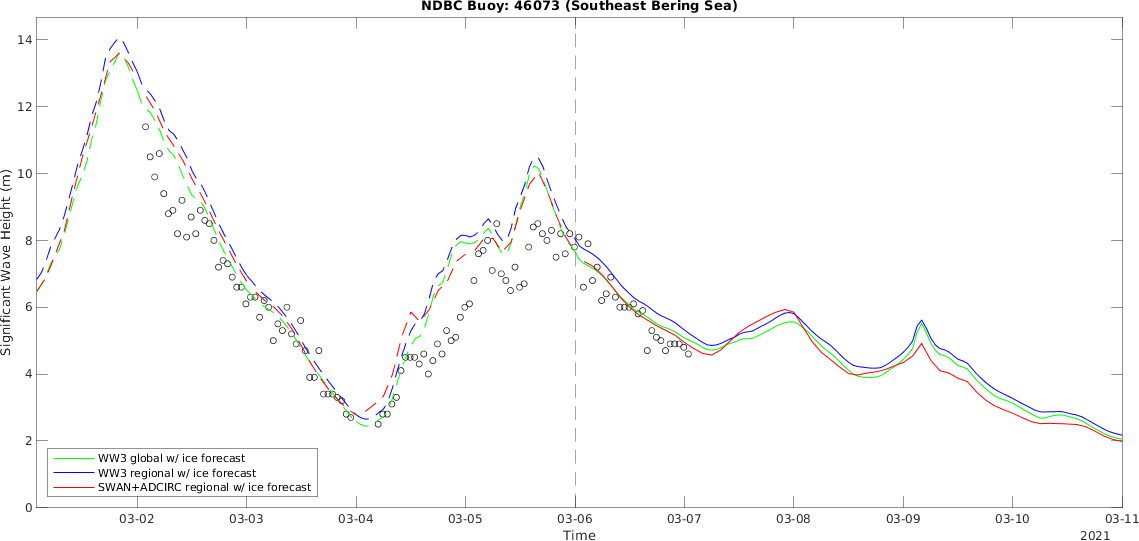 NDBC Buoy: 46073 (Southeast Bering Sea)
Significant Wave Height (m)
14
12
10
8
6
4
2
0
WW3 global w/ ice forecast
WW3 regional w/ ice forecast
SWAN+ADCIRC regional w/ ice forecast
03-02 03-03 03-04 03-05 03-06 03-07 03-08 03-09 03-10 03-11
Time
2021